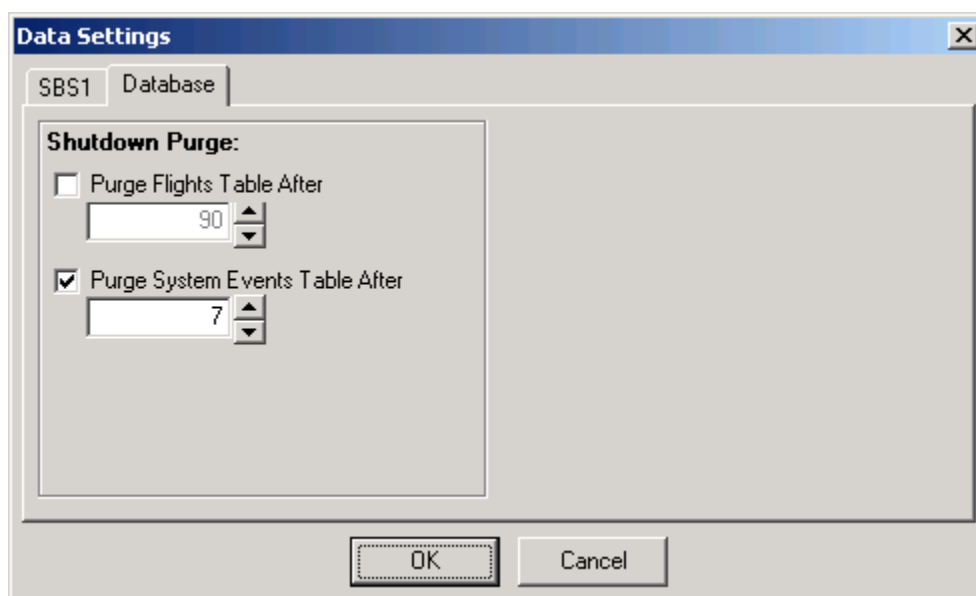 Data Settings
SBS1 Database
Shutdown Purge:
Purge Flights Table After
90
Purge System Events Table After
7
OK Cancel